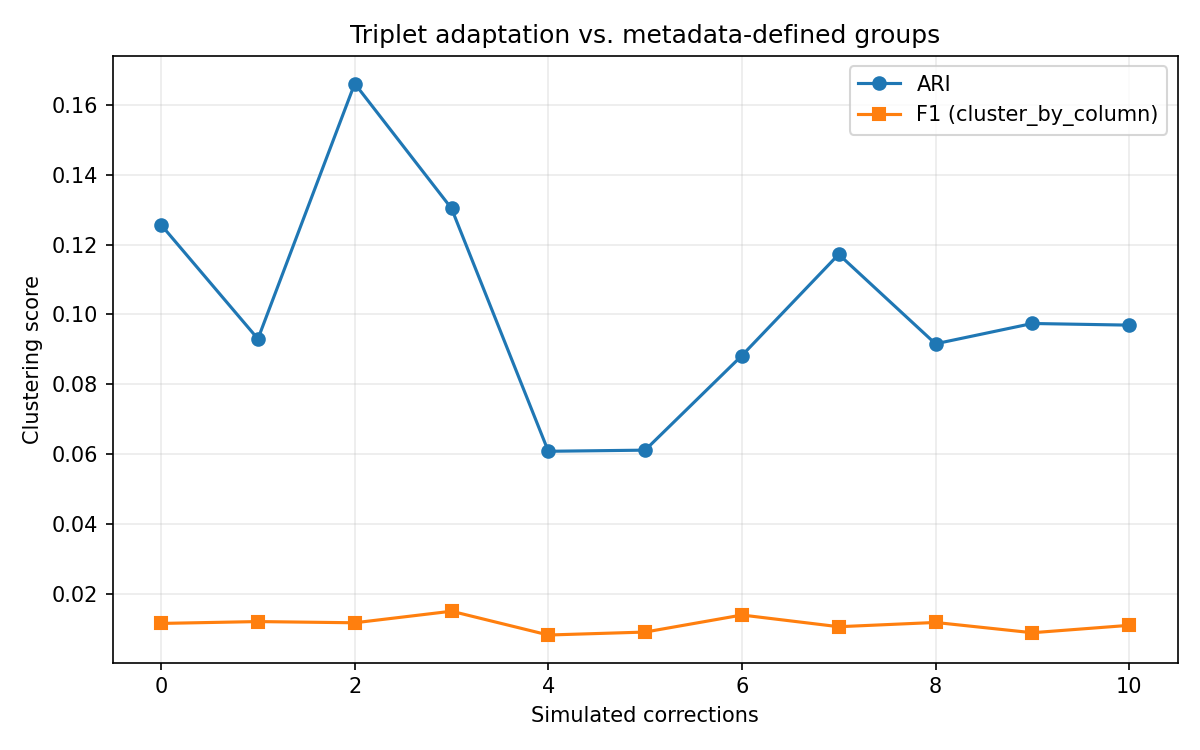 Triplet adaptation vs. metadata-defined groups
ARI
F1 (cluster_by_column)
Clustering score
0.16
0.14
0.12
0.10
0.08
0.06
0.04
0.02
0 2 4 6 8 10
Simulated corrections